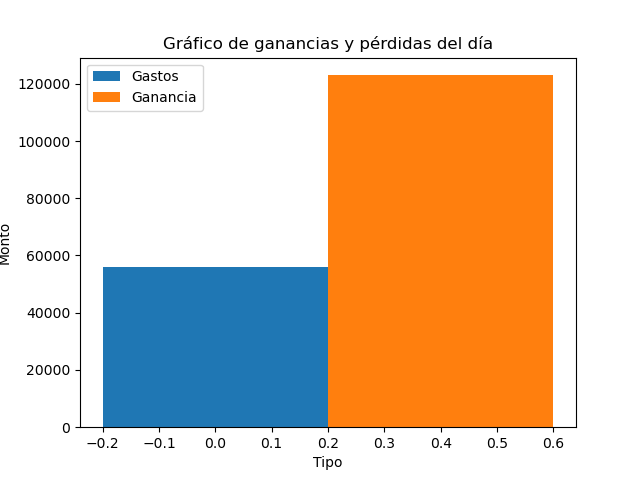 Gráfico de ganancias y pérdidas del día
Gastos
Ganancia
120000
100000
80000
60000
40000
20000
0
Monto
−0.2 −0.1 0.0 0.1 0.2 0.3 0.4 0.5 0.6
Tipo